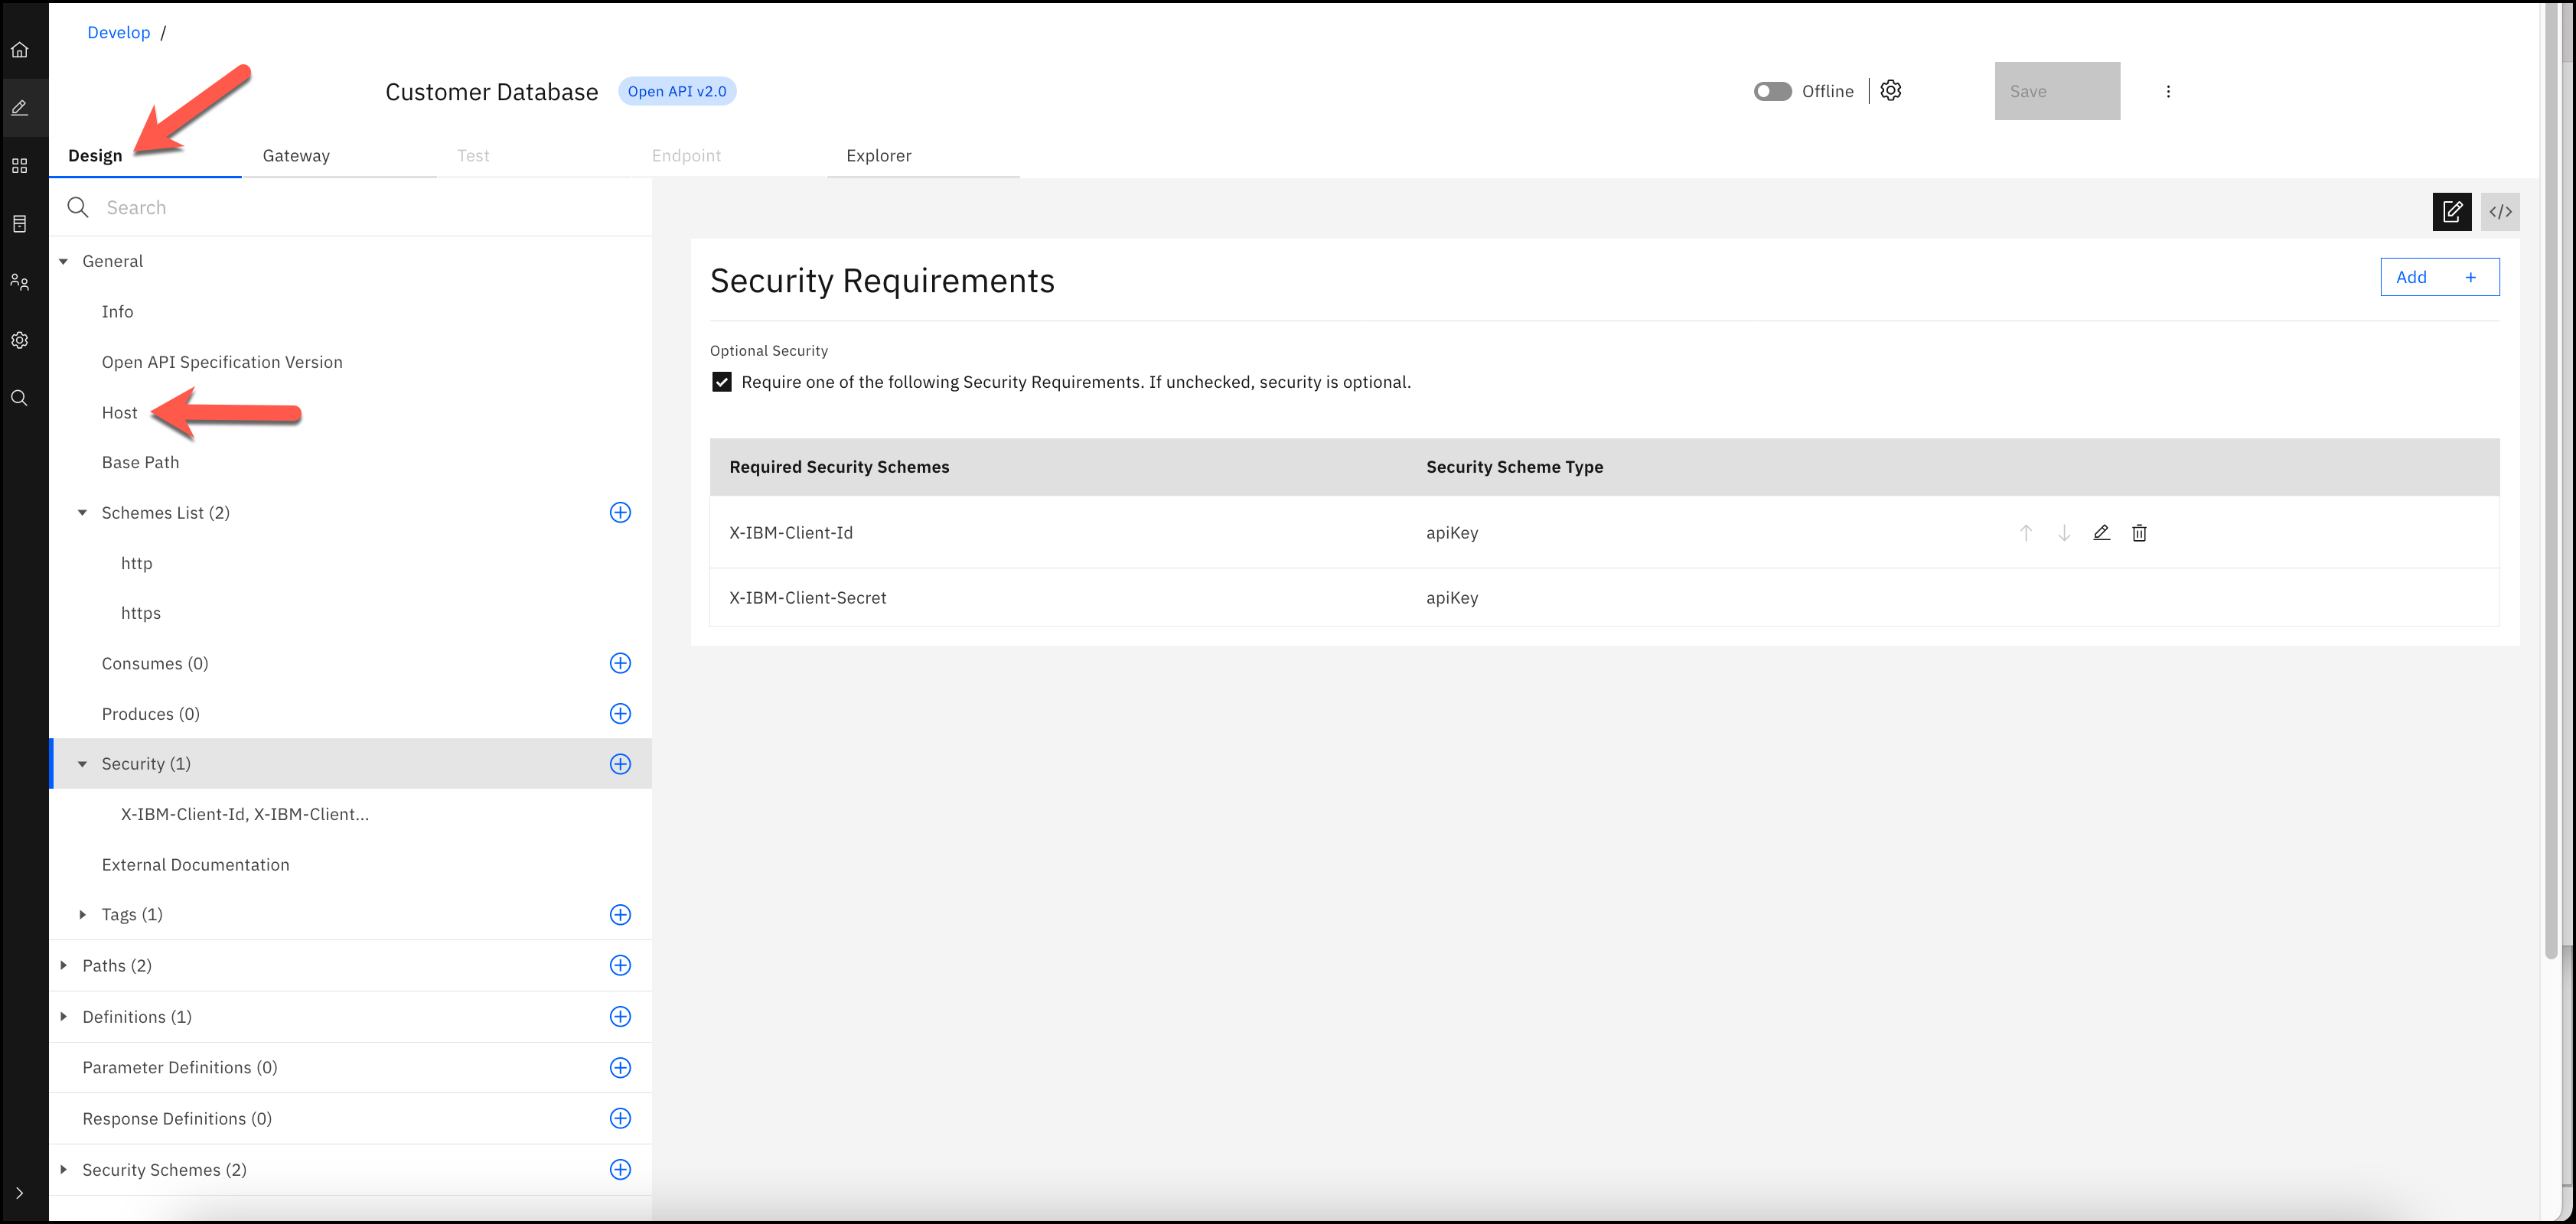 Develop /
Customer Database Open API v2.0 Offline Save
Design Gateway Test Endpoint Explorer
Search
General
Info
Open API Specification Version
Host
Base Path
Schemes List (2)
http
https
Consumes (0)
Produces (0)
Security (1)
X-IBM-Client-Id, X-IBM-Client...
External Documentation
Tags (1)
Paths (2)
Definitions (1)
Parameter Definitions (0)
Response Definitions (0)
Security Schemes (2)
</>
Security Requirements Add +
Optional Security
Require one of the following Security Requirements. If unchecked, security is optional.
Required Security Schemes Security Scheme Type
X-IBM-Client-Id apiKey
X-IBM-Client-Secret apiKey